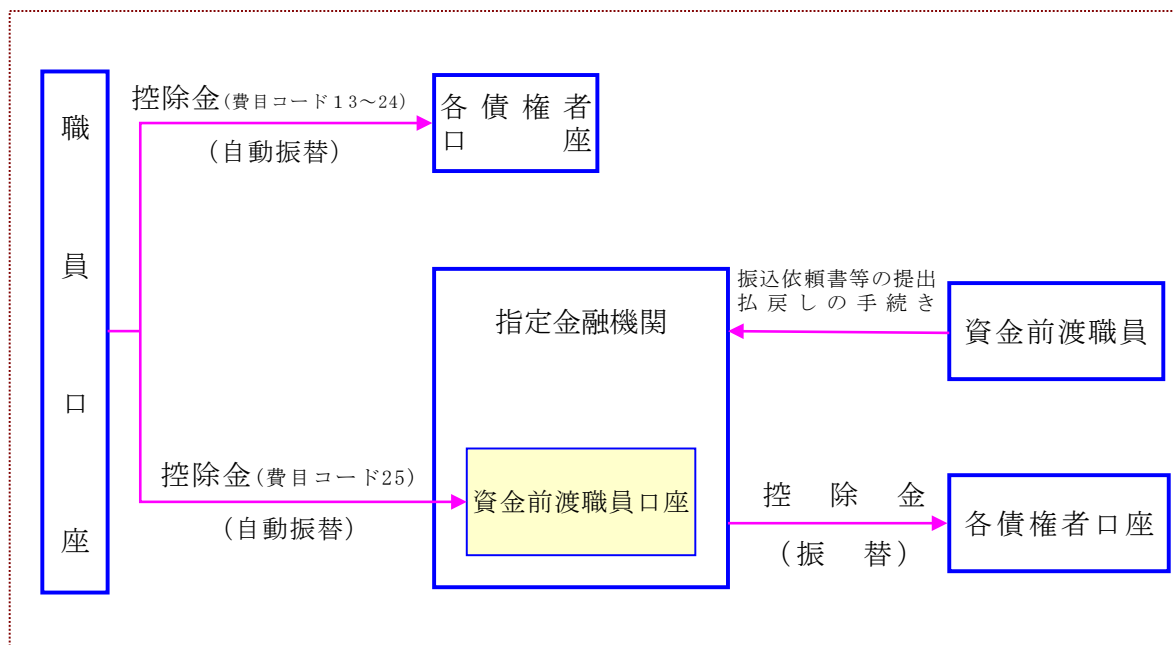 職員口座
控除金(費目コード13~24)
(自動振替)
各債権者
口座
指定金融機関
振込依頼書等の提出
払戻しの手続き
資金前渡職員
控除金(費目コード25)
(自動振替)
資金前渡職員口座
控除金
(振替)
各債権者口座